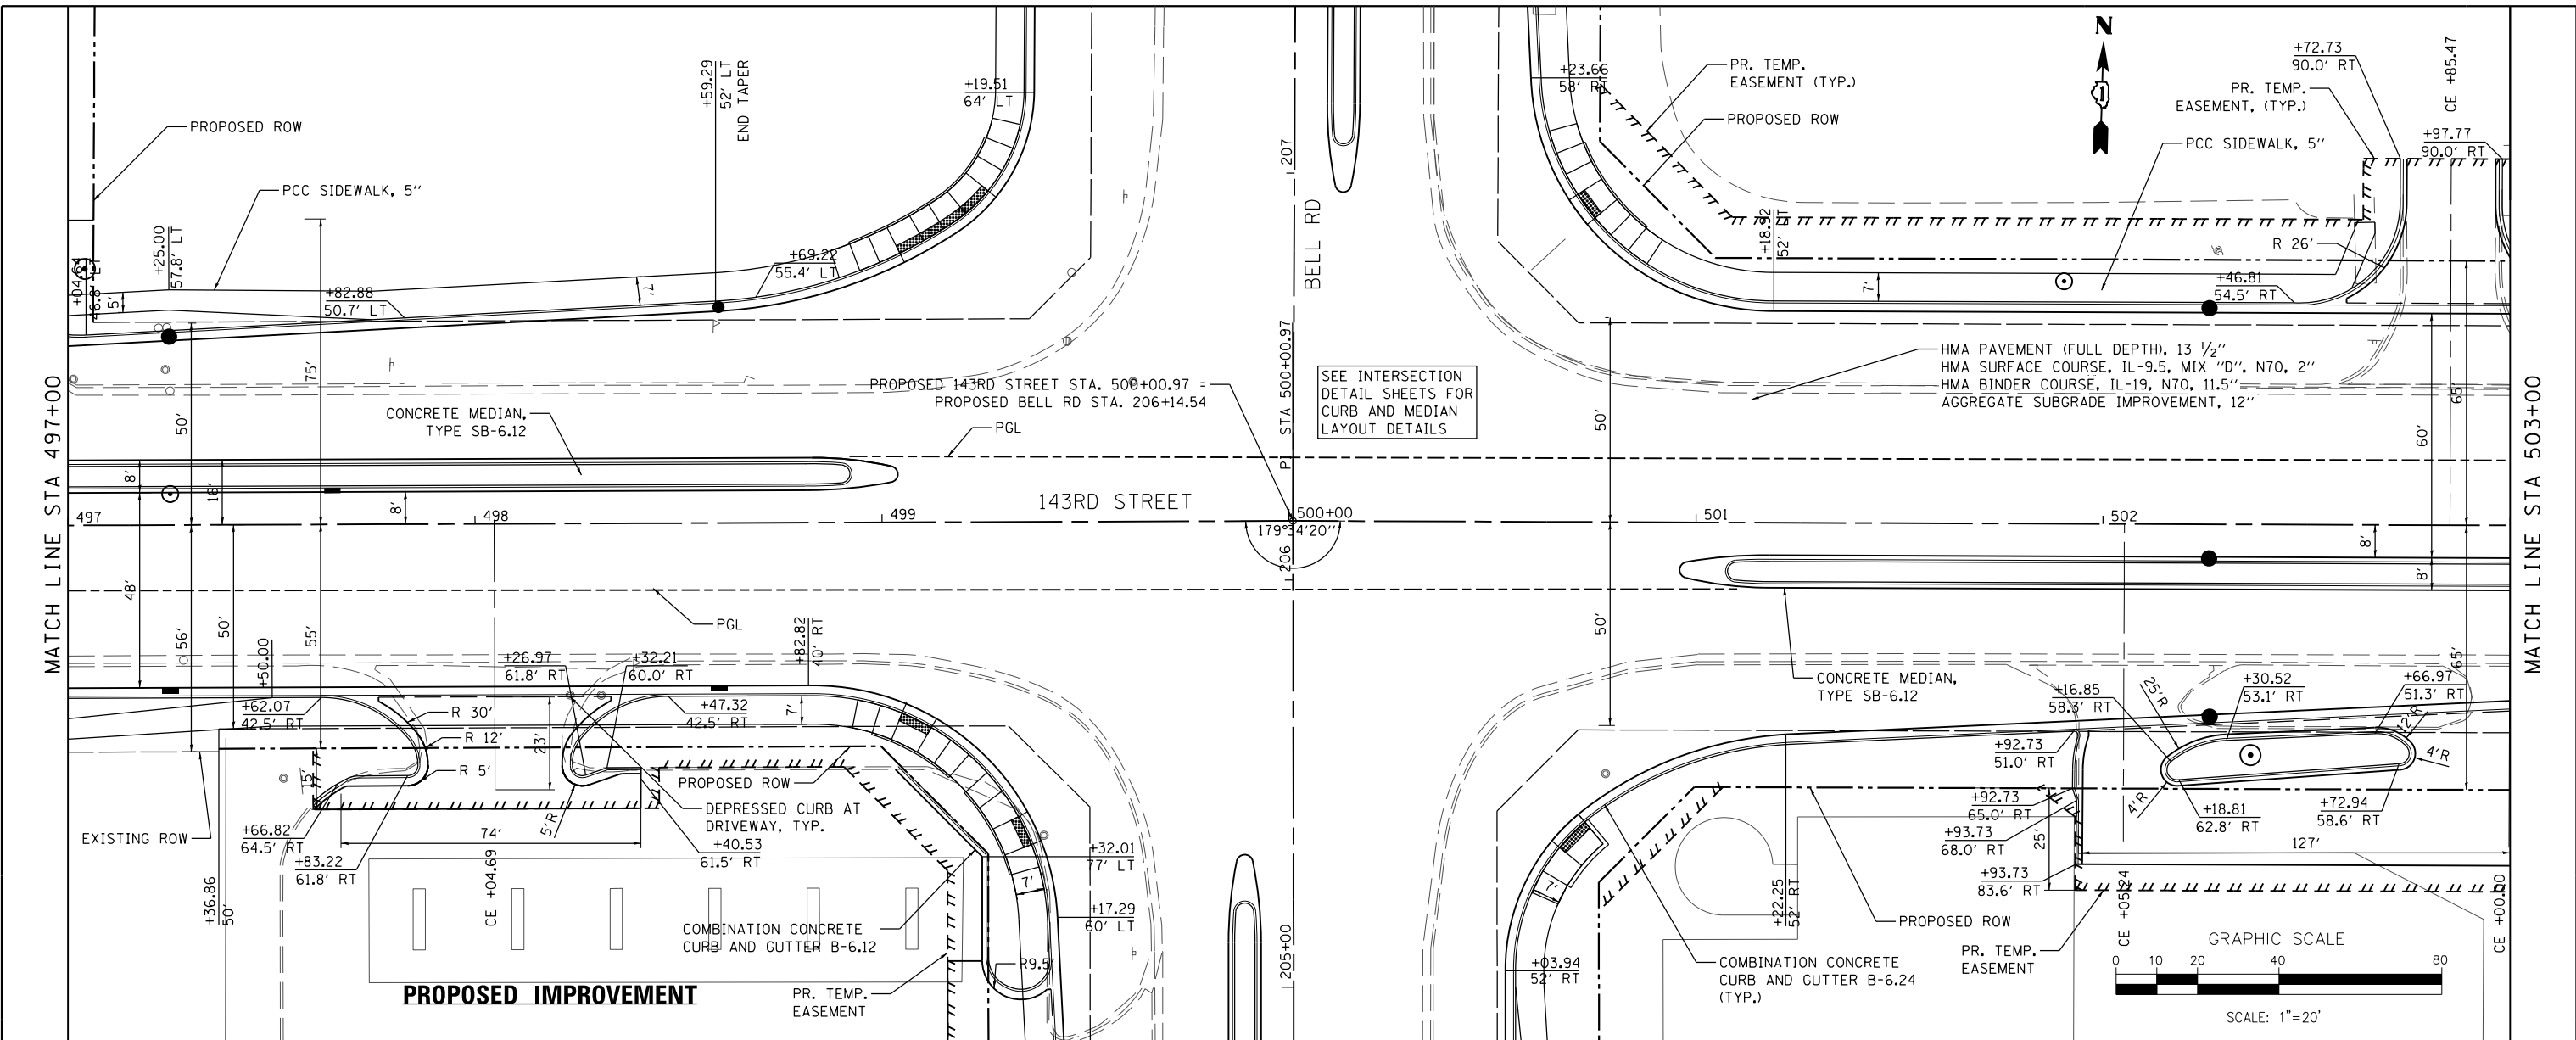 PROPOSED ROW
PCC SIDEWALK, 5''
+25.00
57.8' LT
+04.64
46.8' LT
5'
+82.88
50.7' LT
7'
+59.29
52' LT
END TAPER
+69.22
55.4' LT
+19.51
64' LT
207
BELL RD
PI STA 500+00.97
+23.66
58' RT
PR. TEMP.
EASEMENT (TYP.)
PROPOSED ROW
+18.92
52' LT
7'
N
1
+72.73
90.0' RT
PR. TEMP.
EASEMENT, (TYP.)
PCC SIDEWALK, 5''
CE +85.47
+97.77
90.0' RT
R 26'
+46.81
54.5' RT
MATCH LINE STA 497+00
75'
50'
CONCRETE MEDIAN,
TYPE SB-6.12
8'
16'
8'
PROPOSED 143RD STREET STA. 500+00.97 =
PROPOSED BELL RD STA. 206+14.54
PGL
SEE INTERSECTION
DETAIL SHEETS FOR
CURB AND MEDIAN
LAYOUT DETAILS
HMA PAVEMENT (FULL DEPTH), 13 1/2''
HMA SURFACE COURSE, IL-9.5, MIX "D", N70, 2''
HMA BINDER COURSE, IL-19, N70, 11.5''
AGGREGATE SUBGRADE IMPROVEMENT, 12''
50'
65'
60'
MATCH LINE STA 503+00
497
498
499
143RD STREET
500+00
179°34'20''
501
502
206
8'
8'
48'
56'
50'
55'
PGL
50'
65'
+50.00
+62.07
42.5' RT
R 30'
R 12'
R 5'
+26.97
61.8' RT
+32.21
60.0' RT
+47.32
42.5' RT
+82.82
40' RT
7'
23'
15'
PROPOSED ROW
DEPRESSED CURB AT
DRIVEWAY, TYP.
5'R
74'
+40.53
61.5' RT
EXISTING ROW
+66.82
64.5' RT
+83.22
61.8' RT
+36.86
50'
CE +04.69
COMBINATION CONCRETE
CURB AND GUTTER B-6.12
PR. TEMP.
EASEMENT
R9.5'
7'
+32.01
77' LT
+17.29
60' LT
205+00
PROPOSED IMPROVEMENT
CONCRETE MEDIAN,
TYPE SB-6.12
+16.85
58.3' RT
25'R
+30.52
53.1' RT
+66.97
51.3' RT
12'R
4'R
4'R
+92.73
51.0' RT
+92.73
65.0' RT
+93.73
68.0' RT
+93.73
83.6' RT
25'
+18.81
62.8' RT
+72.94
58.6' RT
127'
7'
+22.25
52' RT
+03.94
52' RT
PROPOSED ROW
PR. TEMP.
EASEMENT
COMBINATION CONCRETE
CURB AND GUTTER B-6.24
(TYP.)
CE +05.24
CE +00.00
GRAPHIC SCALE
0 10 20 40 80
SCALE: 1"=20'